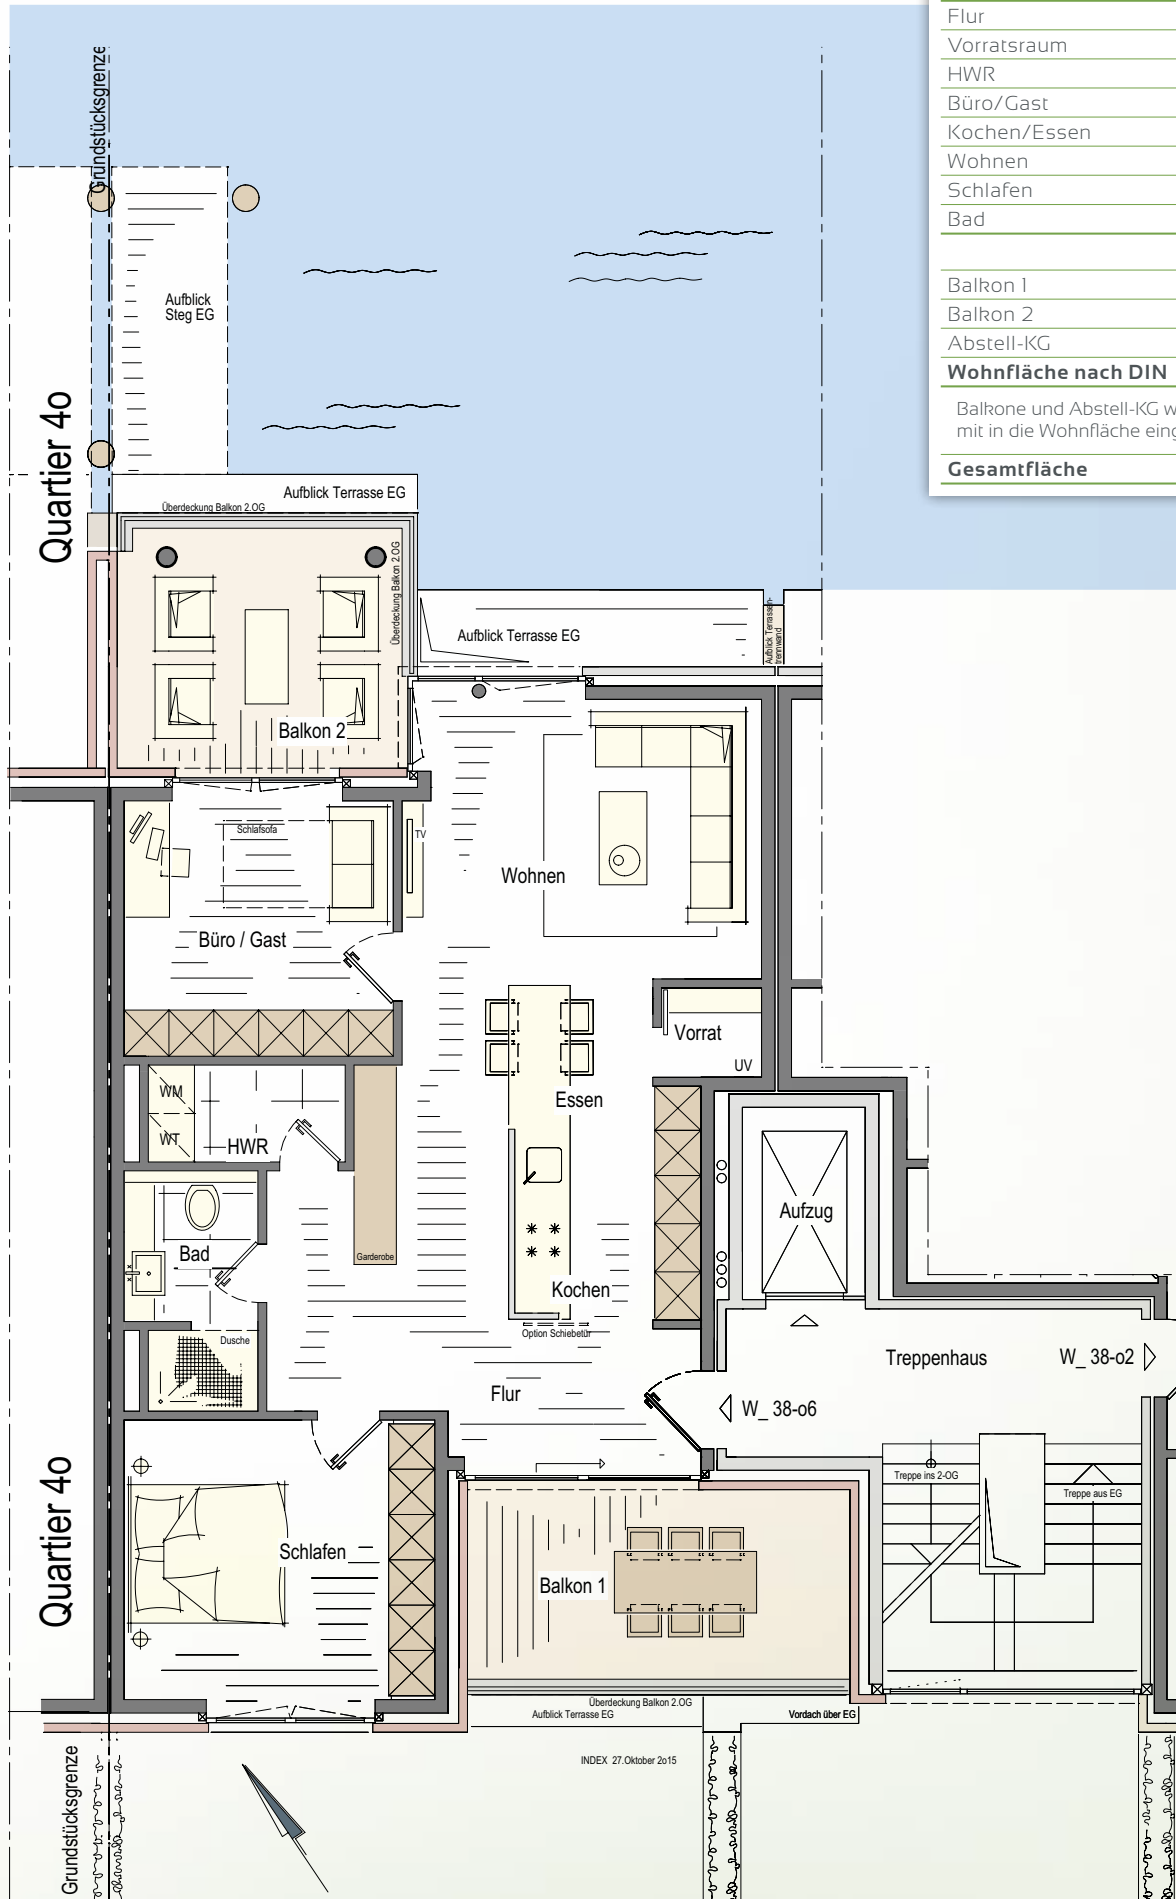 Flur
Vorratsraum
HWR
Büro/Gast
Kochen/Essen
Wohnen
Schlafen
Bad
Balkon 1
Balkon 2
Abstell-KG
Wohnfläche nach DIN
Balkone und Abstell-KG w
mit in die Wohnfläche eing
Gesamtfläche
Grundstücksgrenze
Aufblick
Steg EG
Quartier 4o
Aufblick Terrasse EG
Überdeckung Balkon 2.OG
Überdeckung Balkon 2.OG
Aufblick Terrasse EG
Aufblick Terrassen-
trennwand
Balkon 2
Schlafsofa
TV
Wohnen
Büro / Gast
Vorrat
UV
WM
Essen
WT
HWR
Aufzug
Bad
Garderobe
Kochen
Option Schiebetür
Dusche
Treppenhaus
W_ 38-o2
Flur
W_ 38-o6
Treppe ins 2-OG
Treppe aus EG
Quartier 4o
Schlafen
Balkon 1
Überdeckung Balkon 2.OG
Aufblick Terrasse EG
Vordach über EG
INDEX 27.Oktober 2o15
Grundstücksgrenze